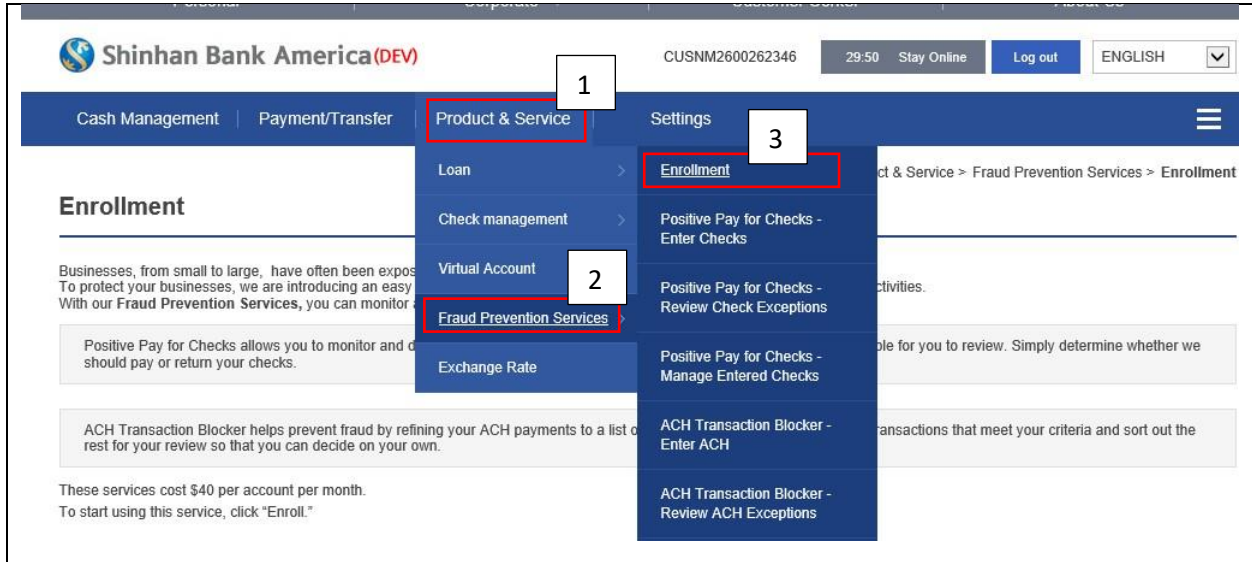 Personal Corporate Customer Center About Us
Shinhan Bank America(DEV) CUSNM2600262346 29:50 Stay Online Log out ENGLISH
1
Cash Management Payment/Transfer Product & Service Settings
3
Loan Enrollment ct & Service > Fraud Prevention Services > Enrollment
Enrollment
Check management Positive Pay for Checks -
Enter Checks
Businesses, from small to large, have often been expos Virtual Account
2
To protect your businesses, we are introducing an easy Positive Pay for Checks - ctivities.
With our Fraud Prevention Services, you can monitor Review Check Exceptions
Fraud Prevention Services
Positive Pay for Checks allows you to monitor and d Positive Pay for Checks - ble for you to review. Simply determine whether we
should pay or return your checks. Exchange Rate Manage Entered Checks
ACH Transaction Blocker helps prevent fraud by refining your ACH payments to a list o ACH Transaction Blocker - ransactions that meet your criteria and sort out the
rest for your review so that you can decide on your own. Enter ACH
These services cost $40 per account per month. ACH Transaction Blocker -
To start using this service, click "Enroll." Review ACH Exceptions